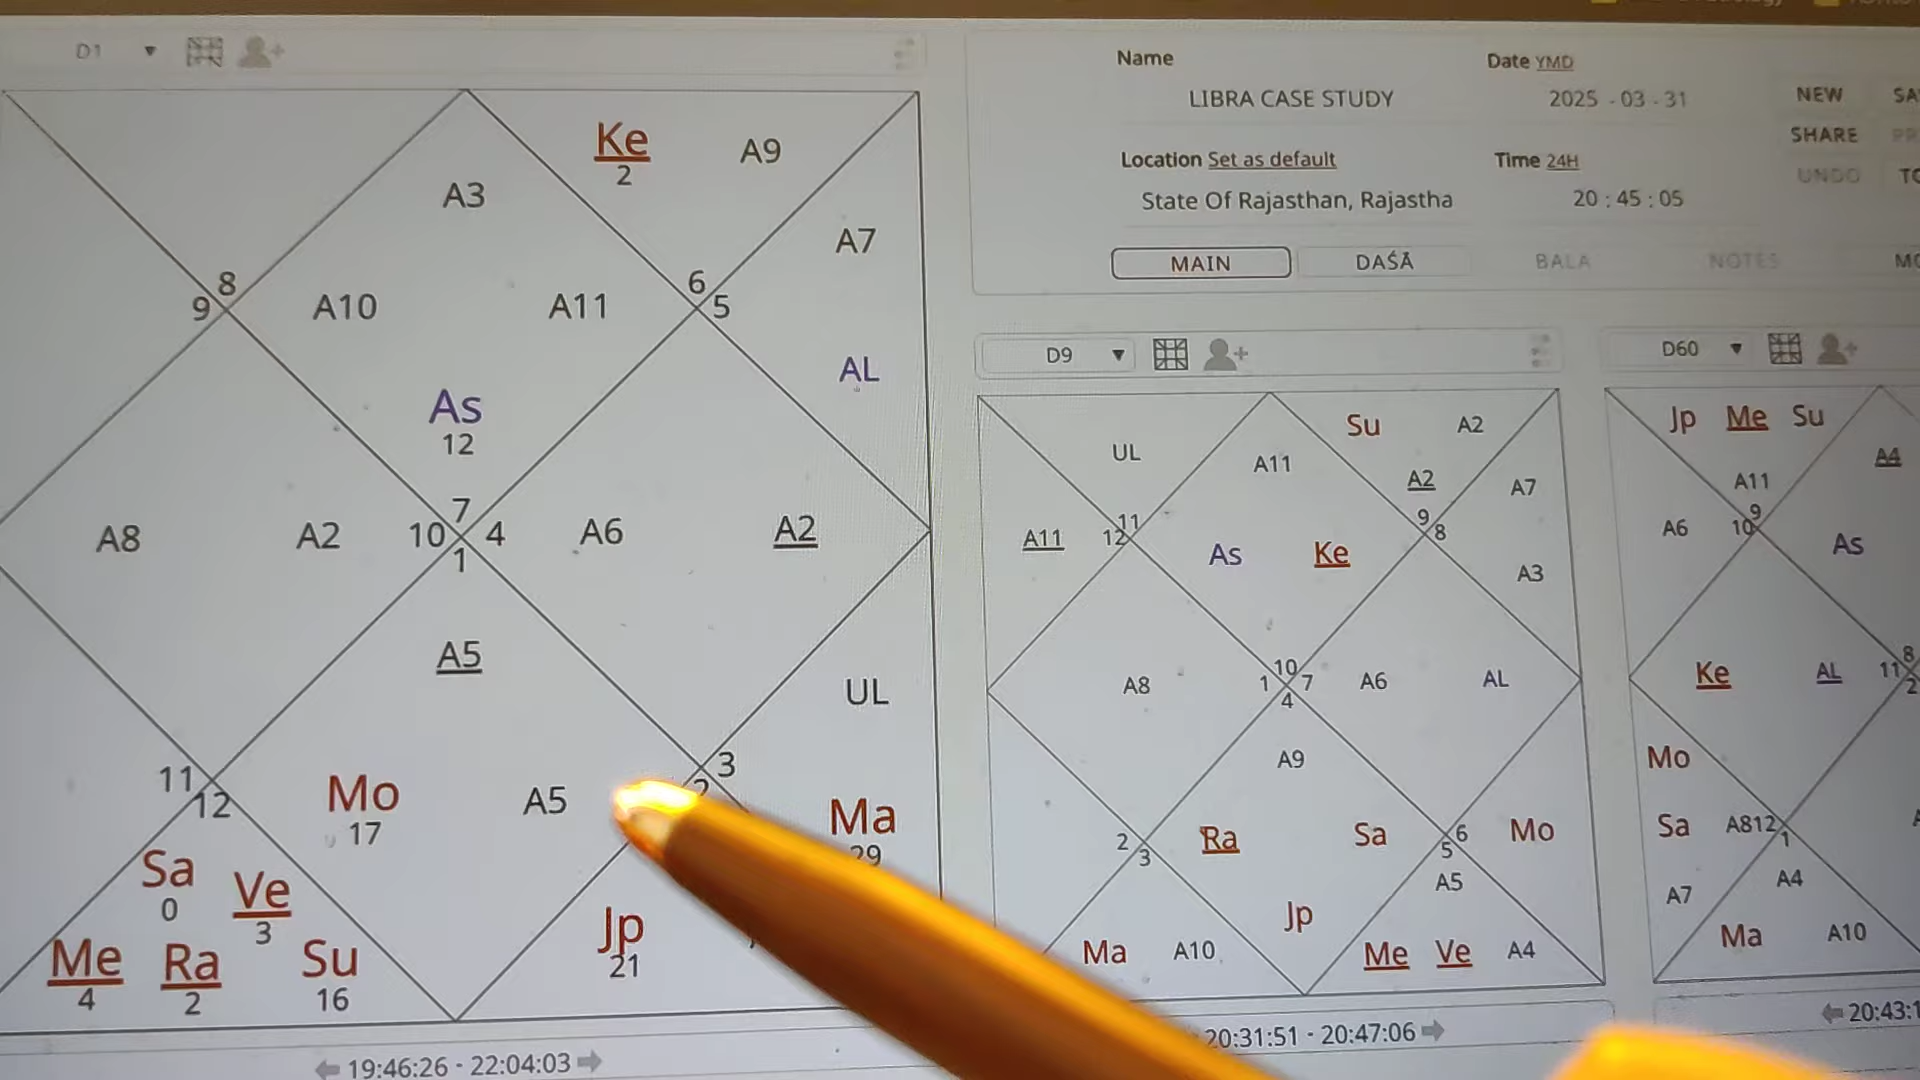 D1
Ke
2
A9
A3
A7
8
9
A10
A11
6
5
AL
As
12
7
10
4
1
A8
A2
A6
A2
A5
UL
11
12
Mo
17
A5
3
2
Ma
29
Sa
0
Ve
3
Me
4
Ra
2
Su
16
Jp
21
19:46:26 - 22:04:03
Name
Date YMD
LIBRA CASE STUDY
2025 - 03 - 31
NEW
SHARE
UNDO
Location Set as default
Time 24H
State Of Rajasthan, Rajastha
20 : 45 : 05
MAIN
DAŚĀ
BALA
NOTES
D9
Su
A2
UL
A11
A2
A7
11
12
A11
9
8
As
Ke
A3
10
1
7
4
A8
A6
AL
A9
2
3
Ra
Sa
6
5
Mo
A5
Jp
Ma
A10
Me
Ve
A4
20:31:51 - 20:47:06
D60
Jp
Me
Su
A4
A11
9
10
A6
As
Ke
AL
8
11
2
Mo
Sa
A8
12
1
A7
A4
Ma
A10